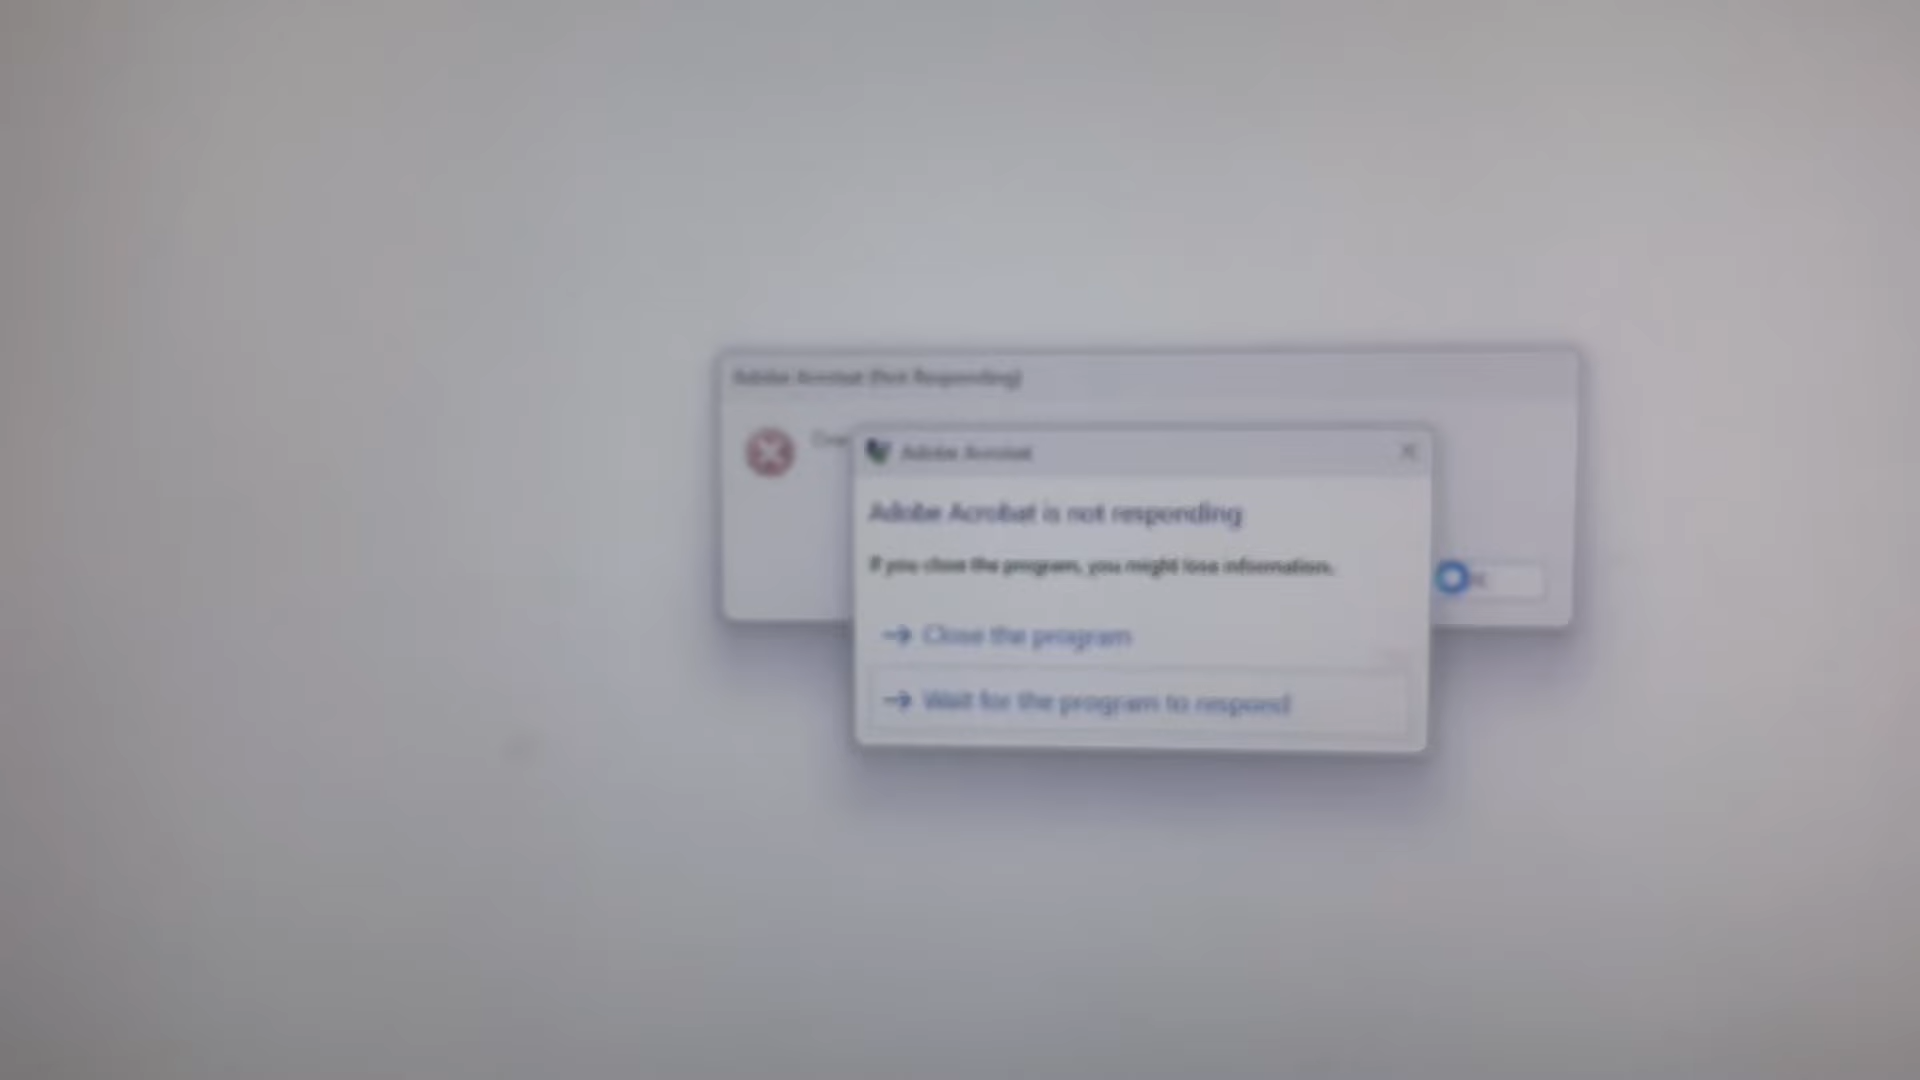 Adobe Acrobat (Not Responding)
Adobe Acrobat
Adobe Acrobat is not responding
If you close the program, you might lose information.
Close the program
Wait for the program to respond